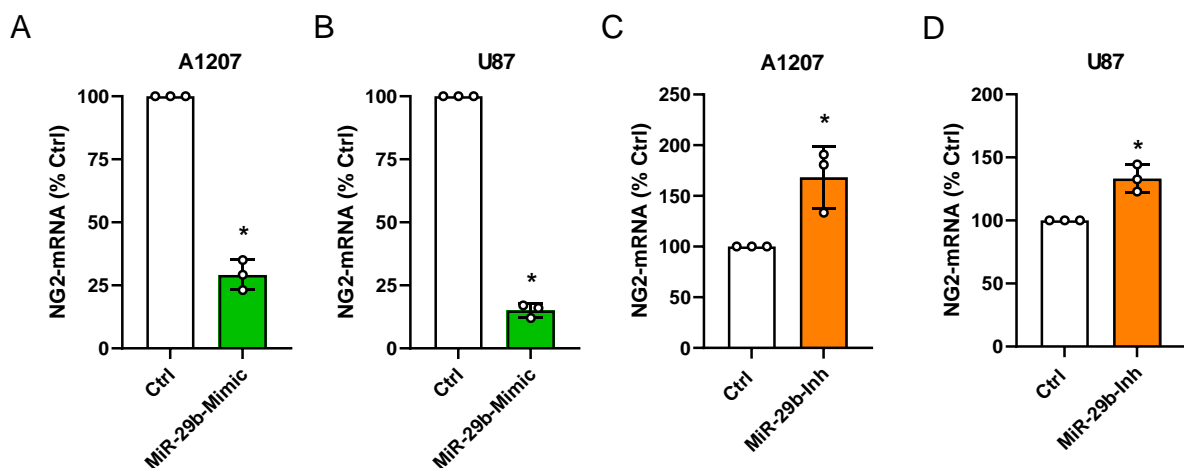 A
A1207
NG2-mRNA (% Ctrl)
100
75
50
25
0
*
Ctrl
MiR-29b-Mimic
B
U87
NG2-mRNA (% Ctrl)
100
75
50
25
0
*
Ctrl
MiR-29b-Mimic
C
A1207
NG2-mRNA (% Ctrl)
250
200
150
100
50
0
*
Ctrl
MiR-29b-Inh
D
U87
NG2-mRNA (% Ctrl)
200
150
100
50
0
*
Ctrl
MiR-29b-Inh